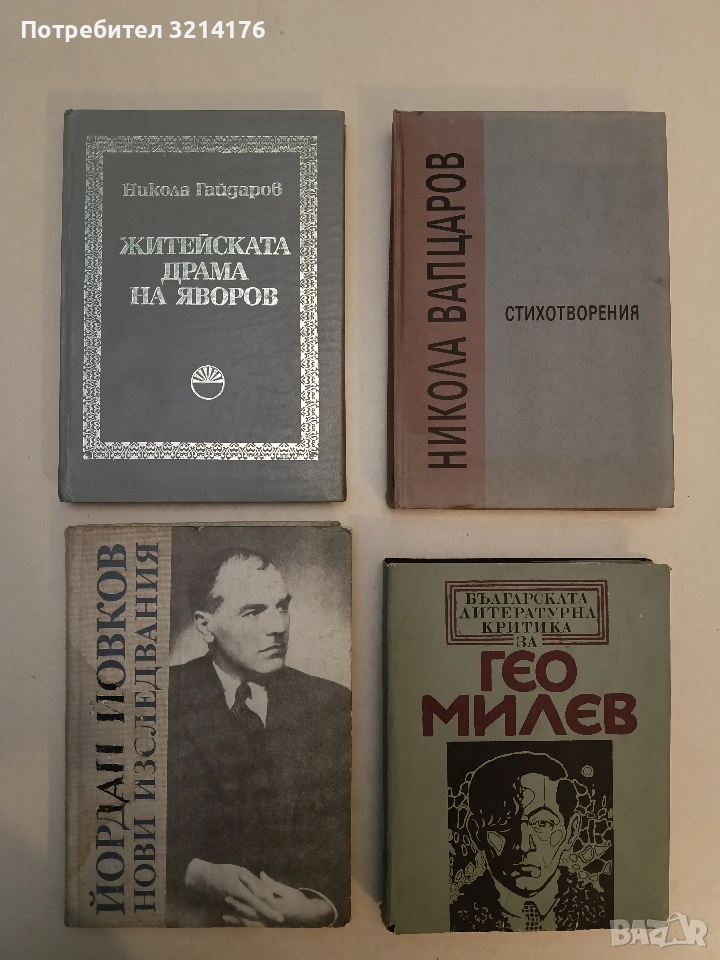 Потребител 3214176
Никола Гайдаров
ЖИТЕЙСКАТА
ДРАМА
НА ЯВОРОВ
НИКОЛА ВАПЦАРОВ
СТИХОТВОРЕНИЯ
ЙОРДАН ЙОВКОВ
НОВИ ИЗСЛЕДВАНИЯ
БЪЛГАРСКАТА
ЛИТЕРАТУРНА
КРИТИКА
ЗА
ГЕО
МИЛЕВ
BAZAR